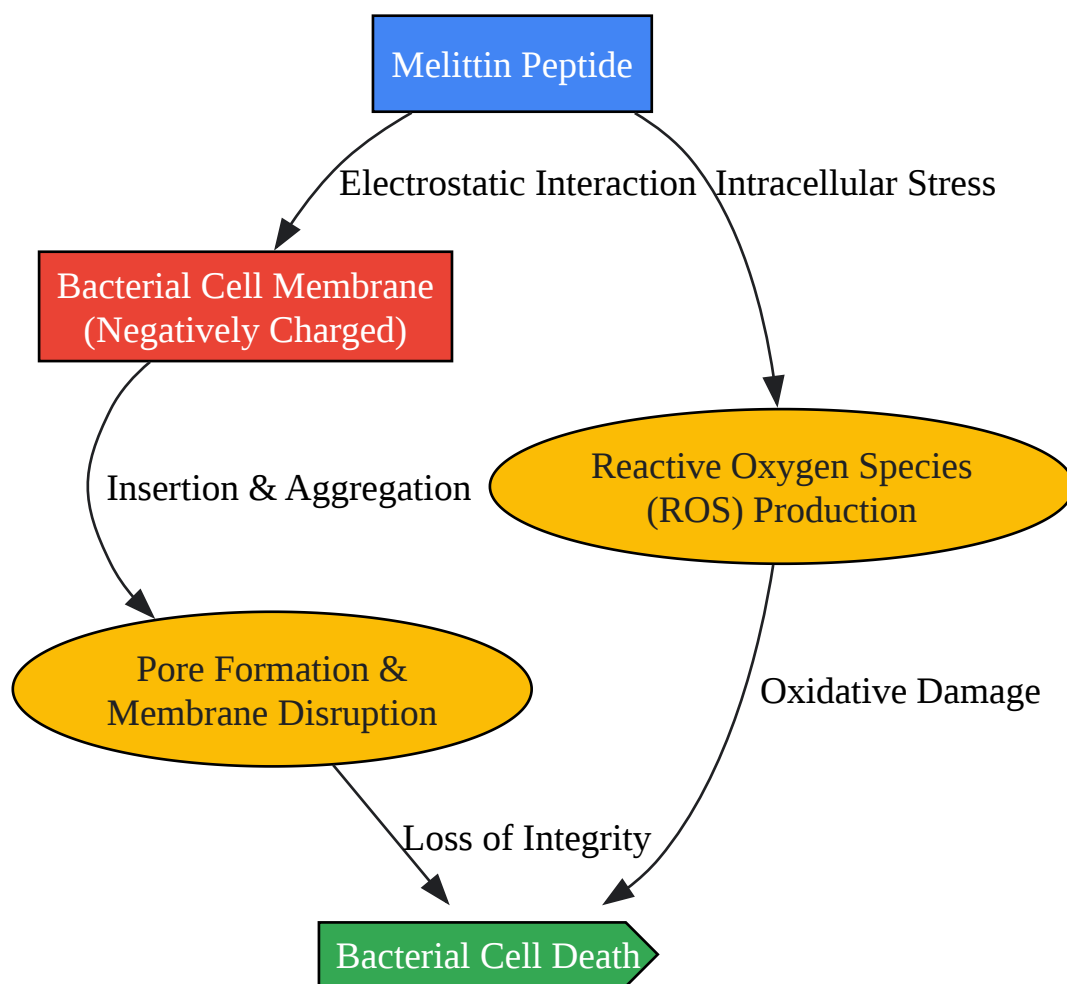 Melittin Peptide
Electrostatic Interaction
Intracellular Stress
Bacterial Cell Membrane
(Negatively Charged)
Reactive Oxygen Species
(ROS) Production
Insertion & Aggregation
Pore Formation &
Membrane Disruption
Oxidative Damage
Loss of Integrity
Bacterial Cell Death